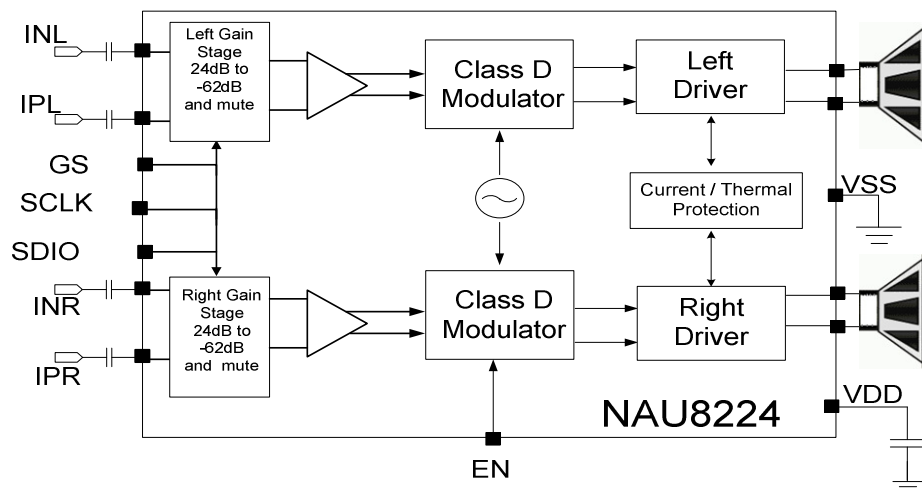 INL
IPL
GS
SCLK
SDIO
INR
IPR
Left Gain
Stage
24dB to
-62dB
and mute
Right Gain
Stage
24dB to
-62dB
and mute
Class D
Modulator
Class D
Modulator
Left
Driver
Current / Thermal
Protection
Right
Driver
VSS
VDD
NAU8224
EN